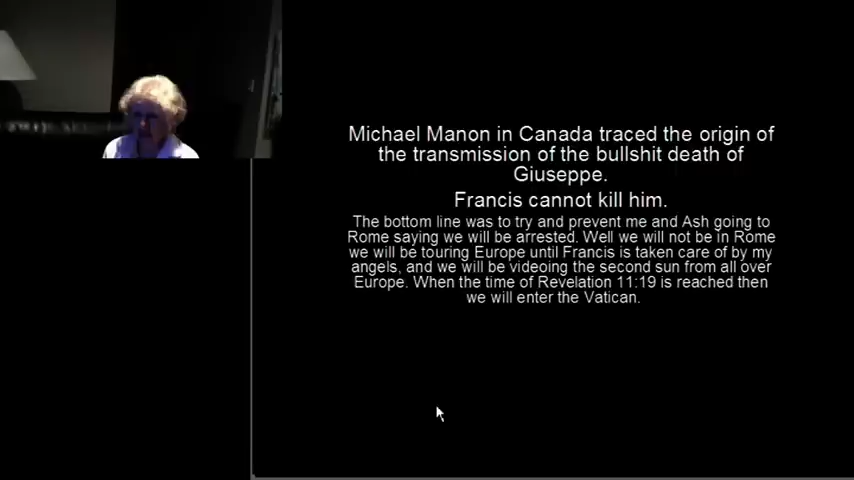 Michael Manon in Canada traced the origin of
the transmission of the bullshit death of
Giuseppe.
Francis cannot kill him.
The bottom line was to try and prevent me and Ash going to
Rome saying we will be arrested. Well we will not be in Rome
we will be touring Europe until Francis is taken care of by my
angels, and we will be videoing the second sun from all over
Europe. When the time of Revelation 11:19 is reached then
we will enter the Vatican.